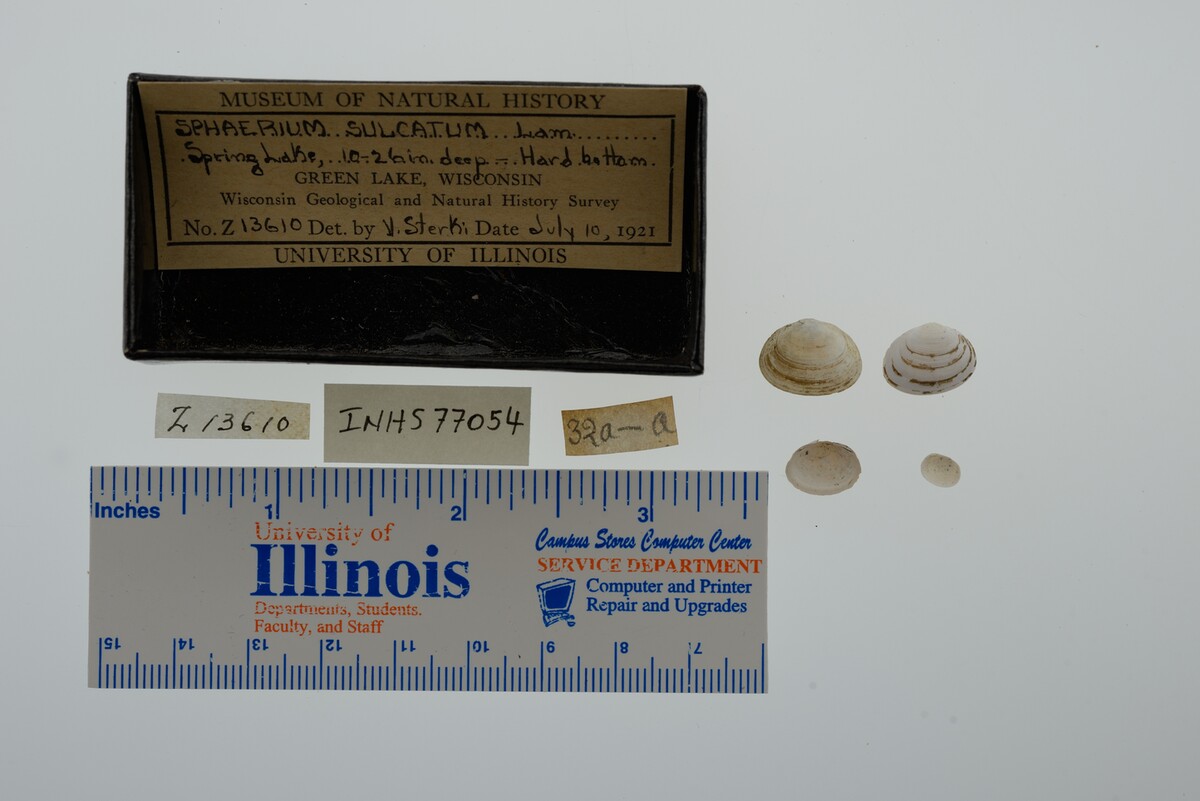 MUSEUM OF NATURAL HISTORY
SPHAERIUM.. SULCATUM.. Lam.........
.Spring Lake,..10-26 in. deep -. Hard bottom.
GREEN LAKE, WISCONSIN
Wisconsin Geological and Natural History Survey
No. Z 13610 Det. by V. Sterki Date July 10, 1921
UNIVERSITY OF ILLINOIS
Z 13610
INHS 77054
32a—a
Inches 1 2 3
University of
Illinois
Departments, Students.
Faculty, and Staff
Campus Stores Computer Center
SERVICE DEPARTMENT
Computer and Printer
Repair and Upgrades
15 14 13 12 11 10 9 8 7